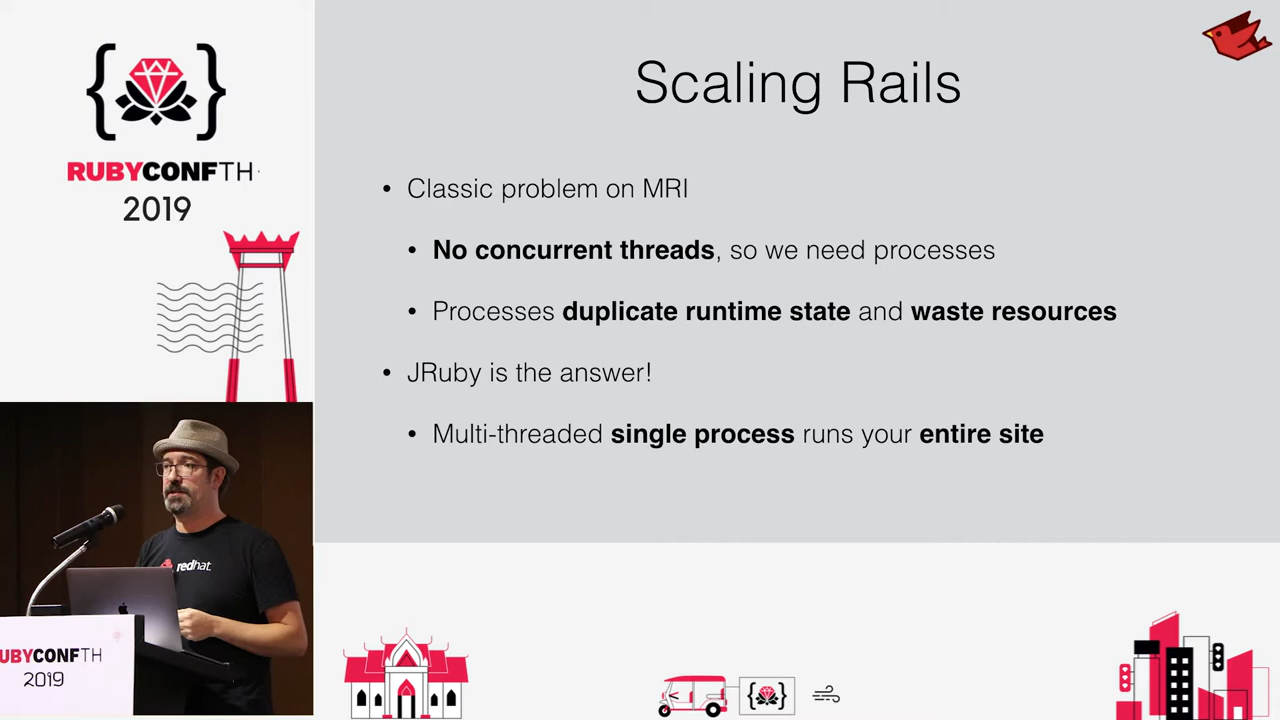 RUBYCONFTH
2019
Scaling Rails
• Classic problem on MRI
• No concurrent threads, so we need processes
• Processes duplicate runtime state and waste resources
• JRuby is the answer!
• Multi-threaded single process runs your entire site
redhat
UBYCONFTH
2019